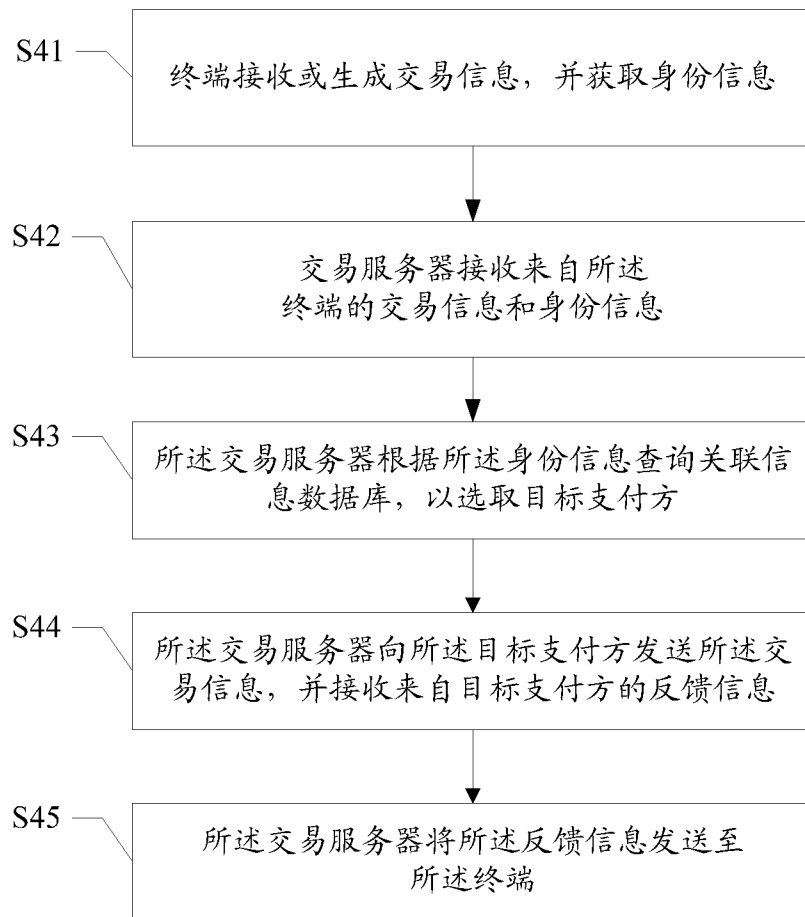 S41
终端接收或生成交易信息，并获取身份信息
S42
交易服务器接收来自所述
终端的交易信息和身份信息
S43
所述交易服务器根据所述身份信息查询关联信
息数据库，以选取目标支付方
S44
所述交易服务器向所述目标支付方发送所述交
易信息，并接收来自目标支付方的反馈信息
S45
所述交易服务器将所述反馈信息发送至
所述终端